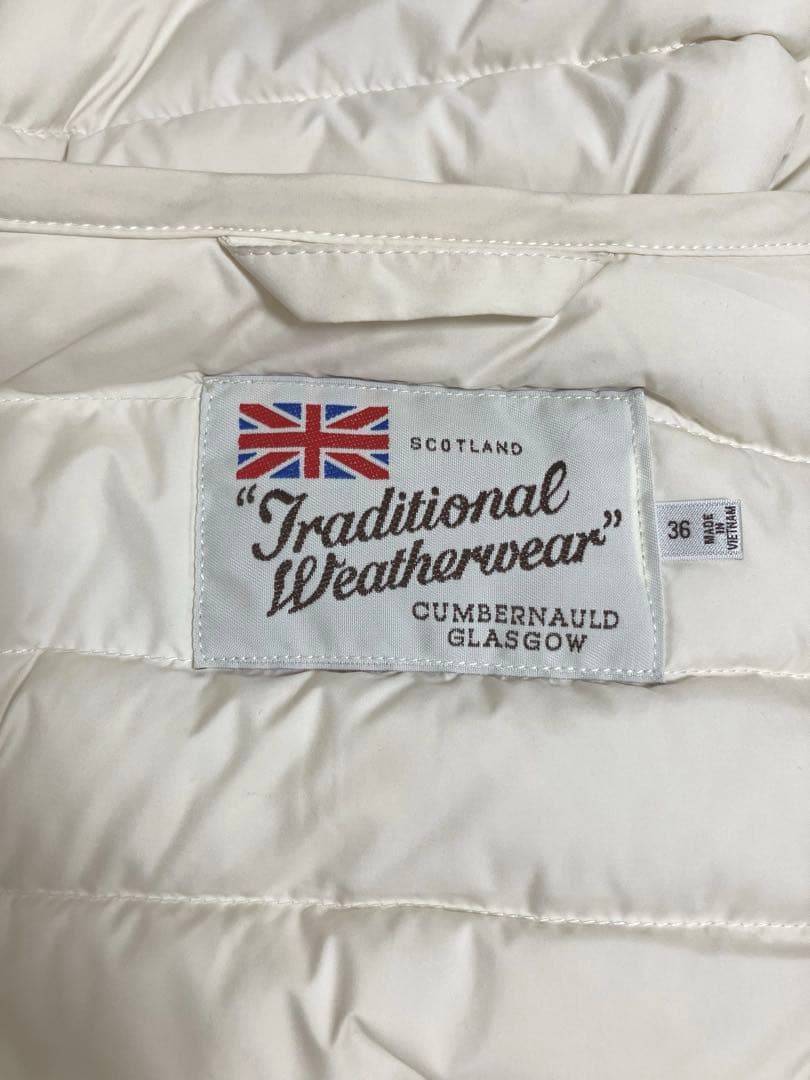 SCOTLAND
"Traditional
Weatherwear"
CUMBERNAULD
GLASGOW
36
MADE
IN
VIETNAM